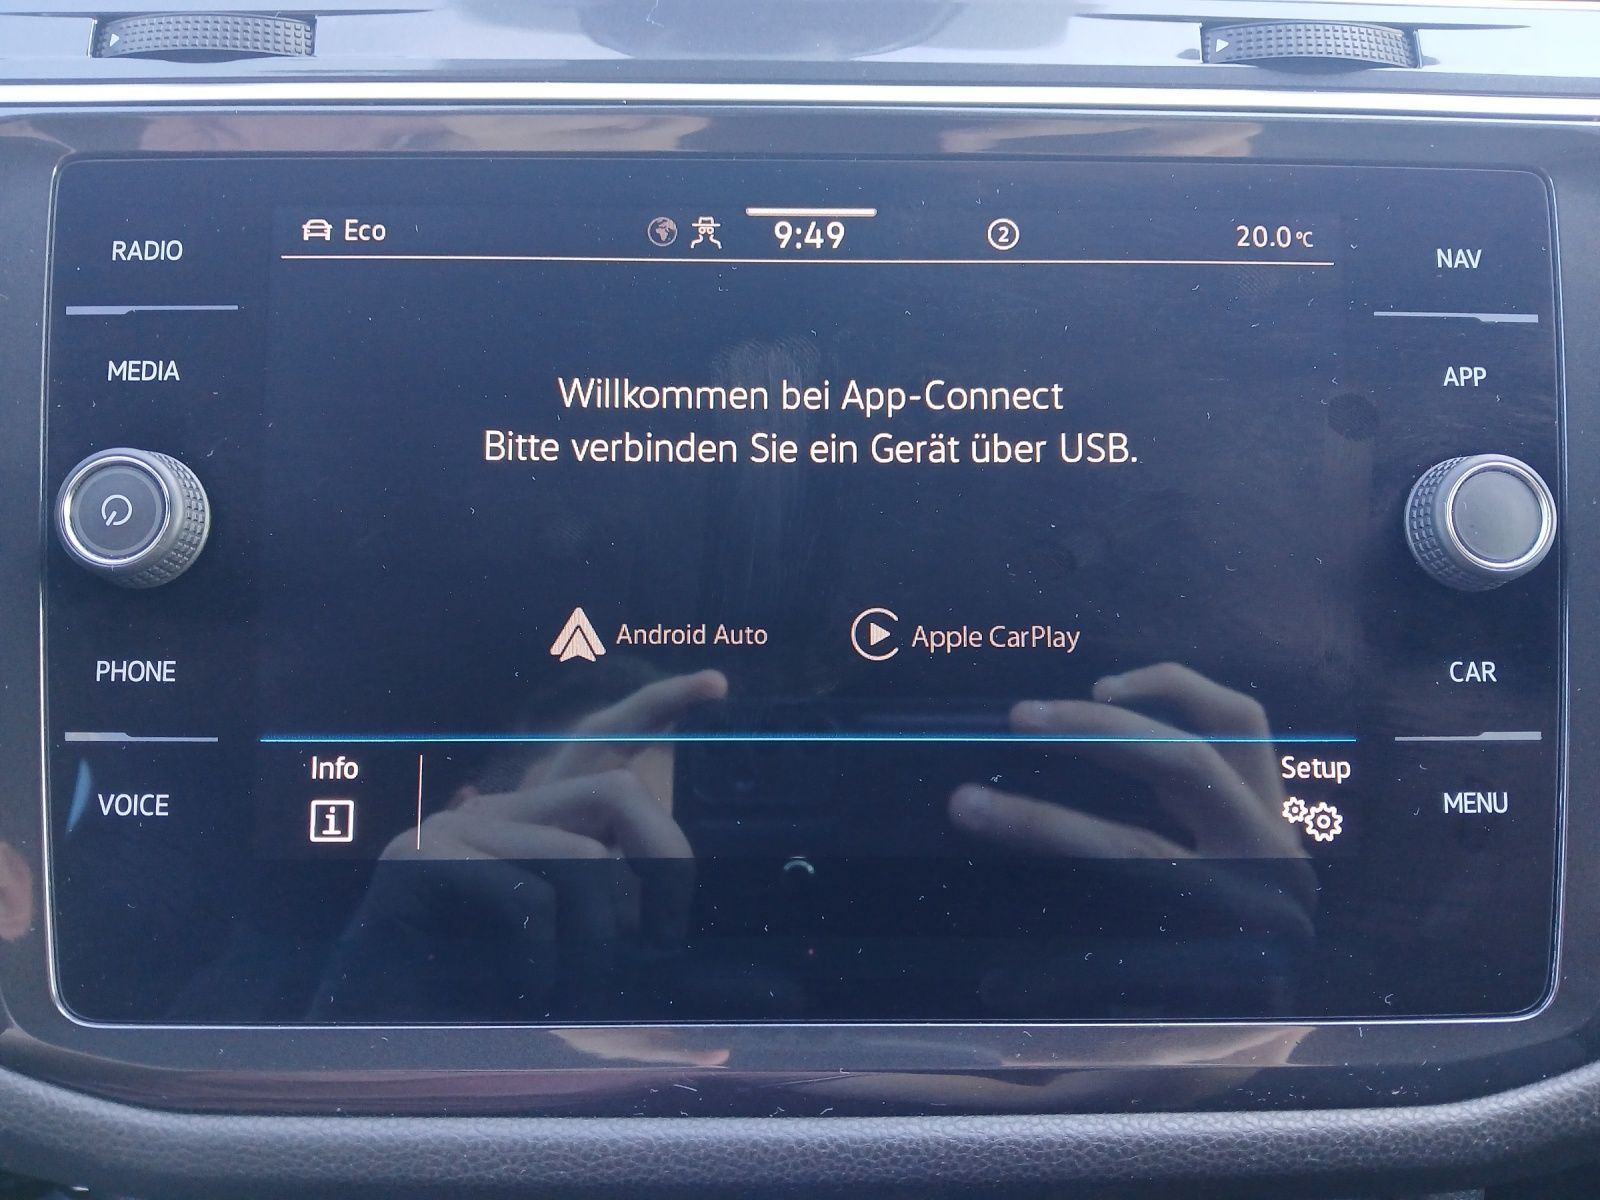 RADIO
MEDIA
PHONE
VOICE
Eco
9:49
2
20.0°C
Willkommen bei App-Connect
Bitte verbinden Sie ein Gerät über USB.
Android Auto
Apple CarPlay
Info
i
Setup
NAV
APP
CAR
MENU